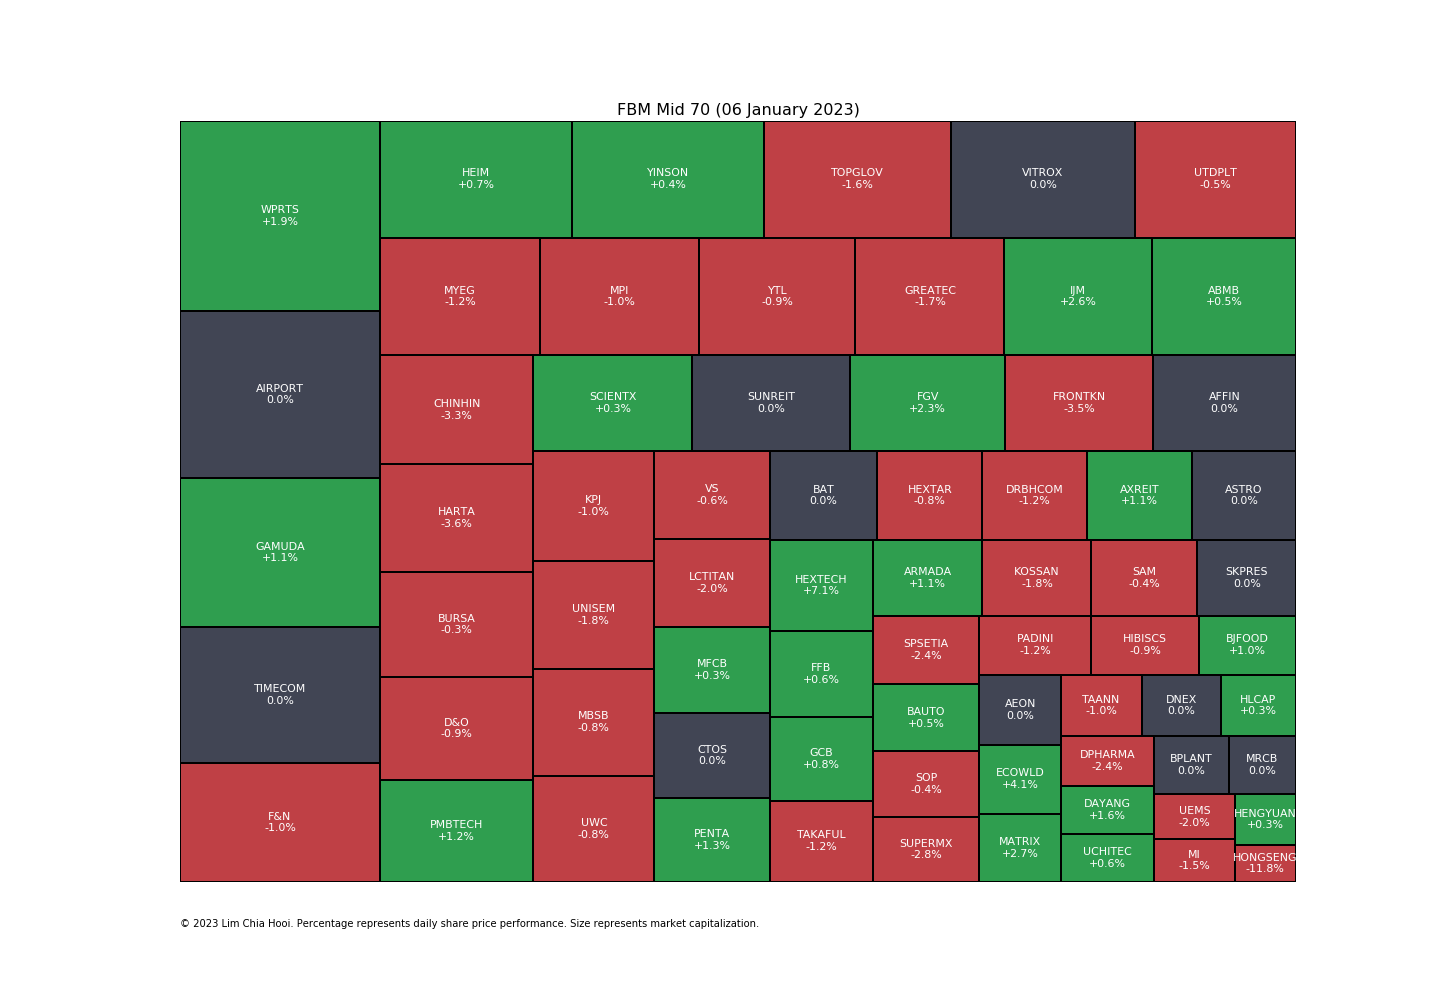 FBM Mid 70 (06 January 2023)
WPRTS
+1.9%
AIRPORT
0.0%
GAMUDA
+1.1%
TIMECOM
0.0%
F&N
-1.0%
HEIM
+0.7%
YINSON
+0.4%
TOPGLOV
-1.6%
VITROX
0.0%
UTDPLT
-0.5%
MYEG
-1.2%
MPI
-1.0%
YTL
-0.9%
GREATEC
-1.7%
IJM
+2.6%
ABMB
+0.5%
CHINHIN
-3.3%
HARTA
-3.6%
BURSA
-0.3%
D&O
-0.9%
PMBTECH
+1.2%
SCIENTX
+0.3%
SUNREIT
0.0%
FGV
+2.3%
FRONTKN
-3.5%
AFFIN
0.0%
KPJ
-1.0%
UNISEM
-1.8%
MBSB
-0.8%
UWC
-0.8%
VS
-0.6%
LCTITAN
-2.0%
MFCB
+0.3%
CTOS
0.0%
PENTA
+1.3%
BAT
0.0%
HEXTAR
-0.8%
DRBHCOM
-1.2%
AXREIT
+1.1%
ASTRO
0.0%
HEXTECH
+7.1%
FFB
+0.6%
GCB
+0.8%
TAKAFUL
-1.2%
ARMADA
+1.1%
KOSSAN
-1.8%
SAM
-0.4%
SKPRES
0.0%
SPSETIA
-2.4%
BAUTO
+0.5%
SOP
-0.4%
SUPERMX
-2.8%
PADINI
-1.2%
HIBISCS
-0.9%
BJFOOD
+1.0%
AEON
0.0%
ECOWLD
+4.1%
MATRIX
+2.7%
TAANN
-1.0%
DNEX
0.0%
HLCAP
+0.3%
DPHARMA
-2.4%
DAYANG
+1.6%
UCHITEC
+0.6%
BPLANT
0.0%
MRCB
0.0%
UEMS
-2.0%
MI
-1.5%
HENGYUAN
+0.3%
HONGSENG
-11.8%
© 2023 Lim Chia Hooi. Percentage represents daily share price performance. Size represents market capitalization.